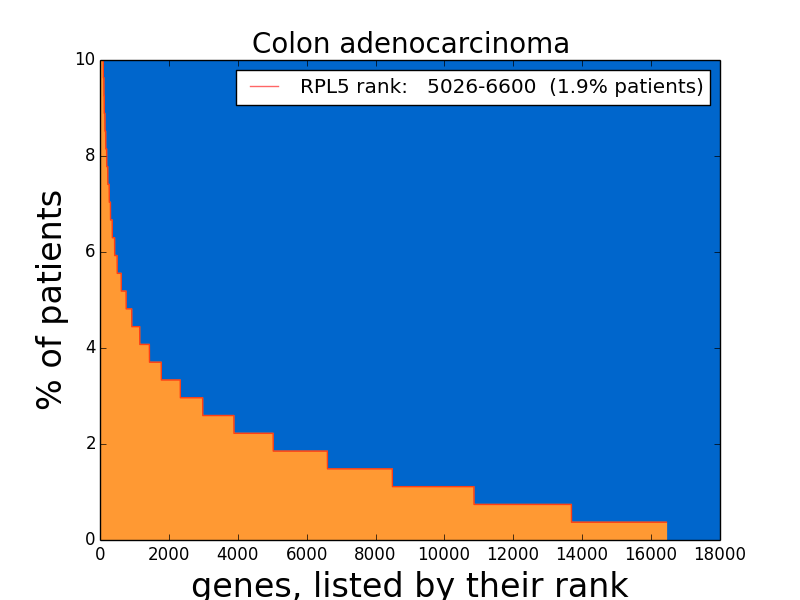 Colon adenocarcinoma
RPL5 rank: 5026-6600 (1.9% patients)
% of patients
10
8
6
4
2
0
0 2000 4000 6000 8000 10000 12000 14000 16000 18000
genes, listed by their rank